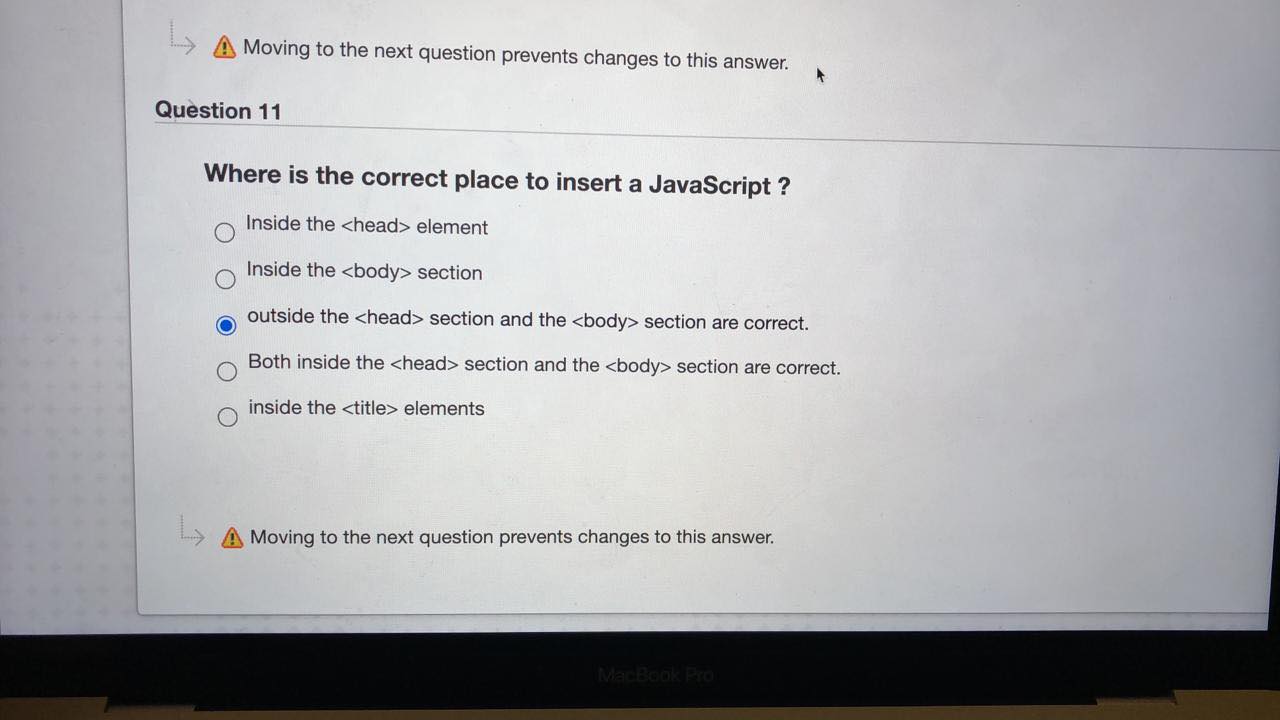 Moving to the next question prevents changes to this answer.
Question 11
Where is the correct place to insert a JavaScript ?
Inside the <head> element
Inside the <body> section
outside the <head> section and the <body> section are correct.
Both inside the <head> section and the <body> section are correct.
inside the <title> elements
Moving to the next question prevents changes to this answer.
MacBook Pro